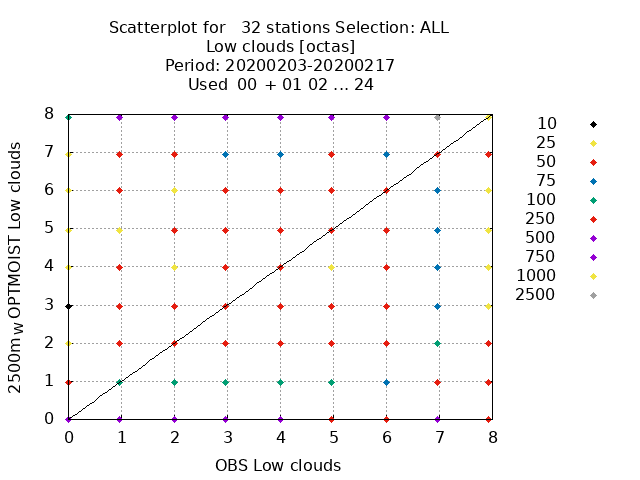 Scatterplot for   32 stations Selection: ALL
Low clouds [octas]
Period: 20200203-20200217
Used  00 + 01 02 ... 24
8
7
6
5
4
3
2
1
0
2500m w OPTMOIST Low clouds
0 1 2 3 4 5 6 7 8
OBS Low clouds
10
25
50
75
100
250
500
750
1000
2500